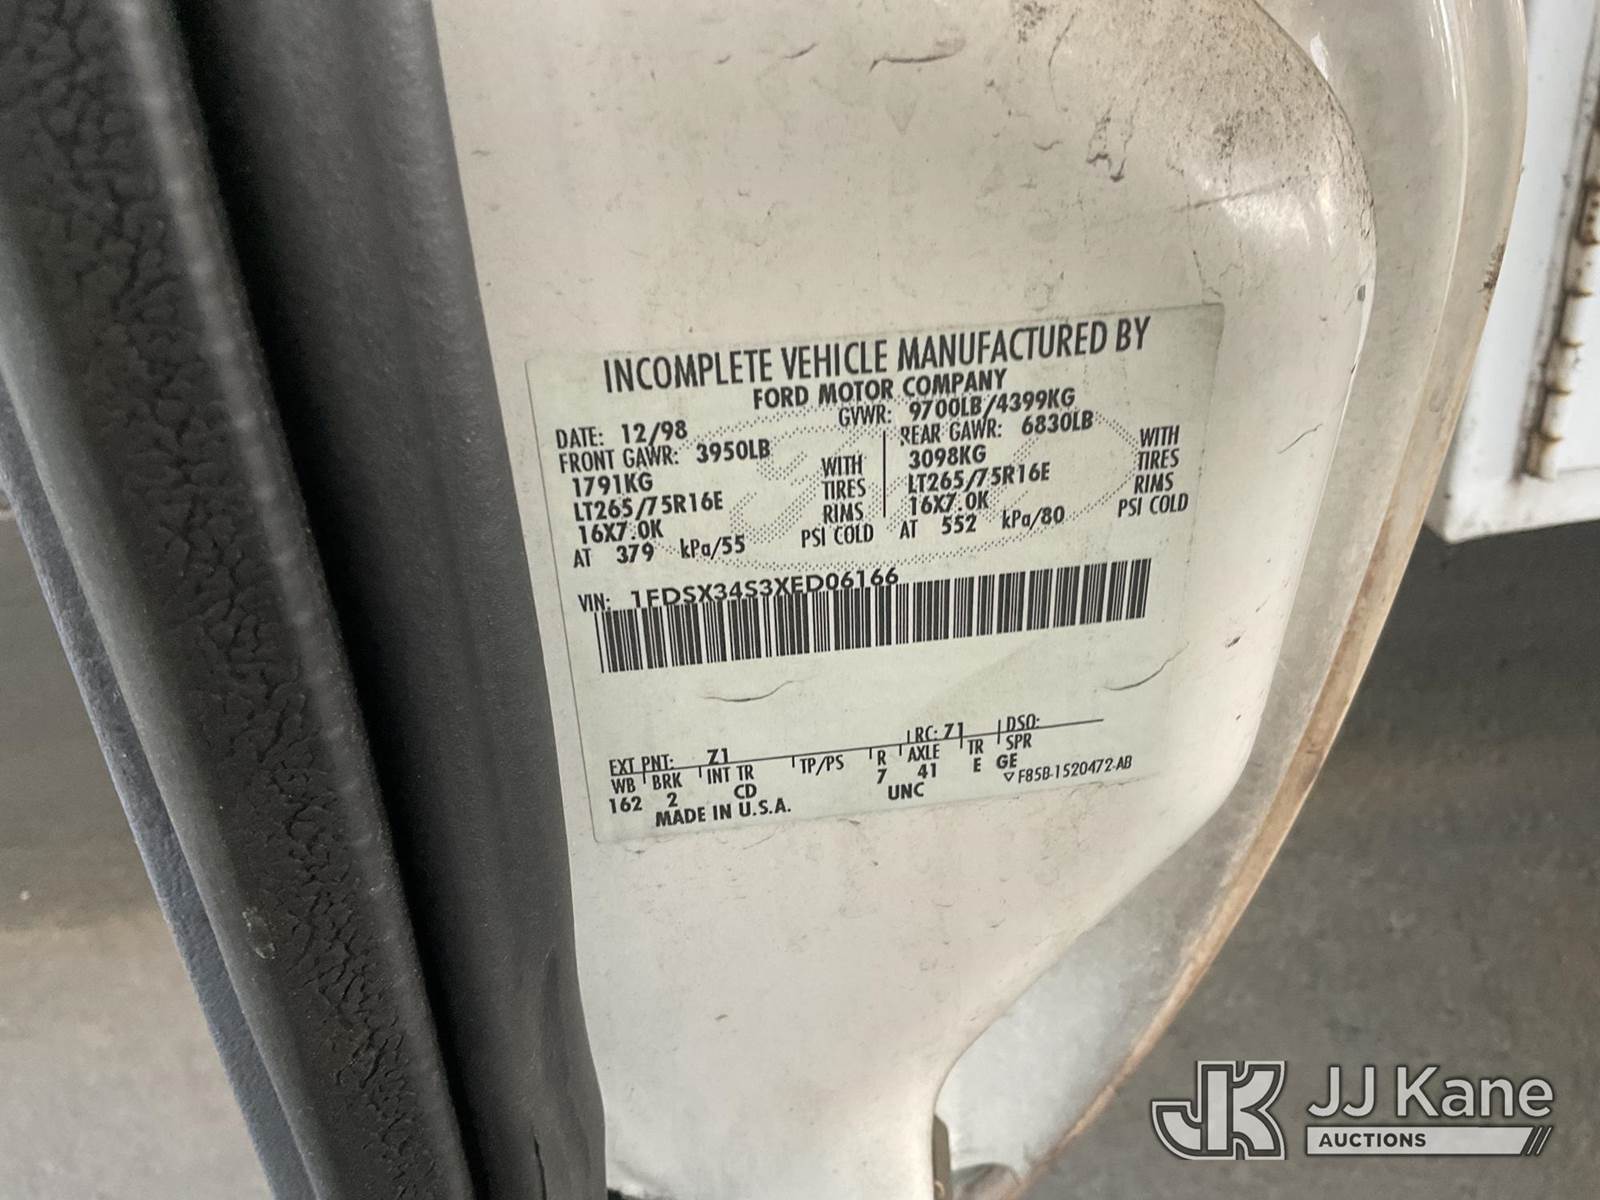 INCOMPLETE VEHICLE MANUFACTURED BY
FORD MOTOR COMPANY
DATE: 12/98 GVWR: 9700LB/4399KG
FRONT GAWR: 3950LB REAR GAWR: 6830LB
1791KG WITH 3098KG WITH
LT265/75R16E TIRES LT265/75R16E TIRES
16X7.0K RIMS 16X7.0K RIMS
AT 379 kPa/55 PSI COLD AT 552 kPa/80 PSI COLD
VIN: 1FDSX34S3XED06166
EXT PNT: Z1 RC: 71 DSO:
WB BRK INT TR TP/PS R AXLE TR SPR
162 2 CD 7 41 E GE
MADE IN U.S.A. UNC ▽F85B-1520472-AB
JK JJ Kane
AUCTIONS